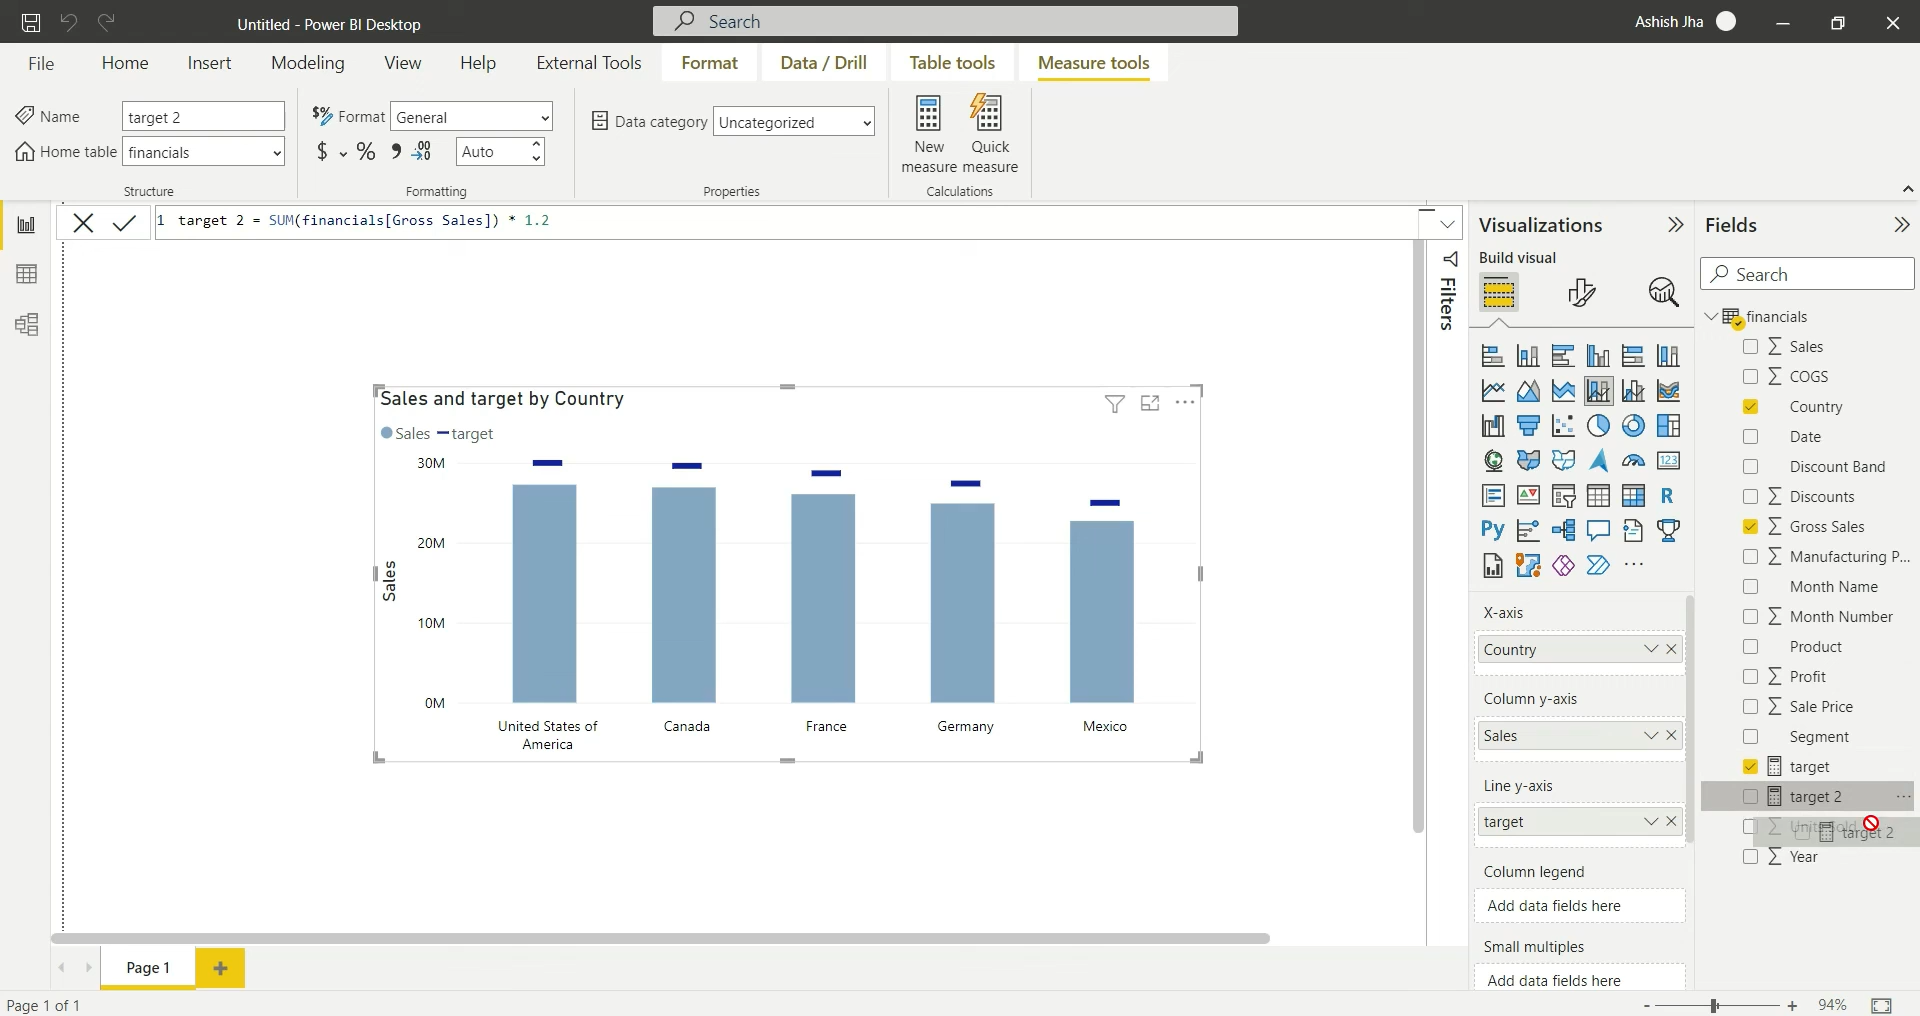 Untitled - Power BI Desktop
Search
Ashish Jha
File
Home
Insert
Modeling
View
Help
External Tools
Format
Data / Drill
Table tools
Measure tools
Name
target 2
Home table
financials
Structure
$%
Format
General
$
%
,
.00
→0
Auto
Formatting
Data category
Uncategorized
Properties
New
measure
Quick
measure
Calculations
1 target 2 = SUM(financials[Gross Sales]) * 1.2
Sales and target by Country
Sales
target
30M
20M
10M
0M
Sales
United States of
America
Canada
France
Germany
Mexico
Filters
Visualizations
Build visual
123
R
Py
X-axis
Country
Column y-axis
Sales
Line y-axis
target
Column legend
Add data fields here
Small multiples
Add data fields here
Fields
Search
financials
Sales
COGS
Country
Date
Discount Band
Discounts
Gross Sales
Manufacturing P...
Month Name
Month Number
Product
Profit
Sale Price
Segment
target
target 2
target 2
Year
Page 1
Page 1 of 1
- + 94%